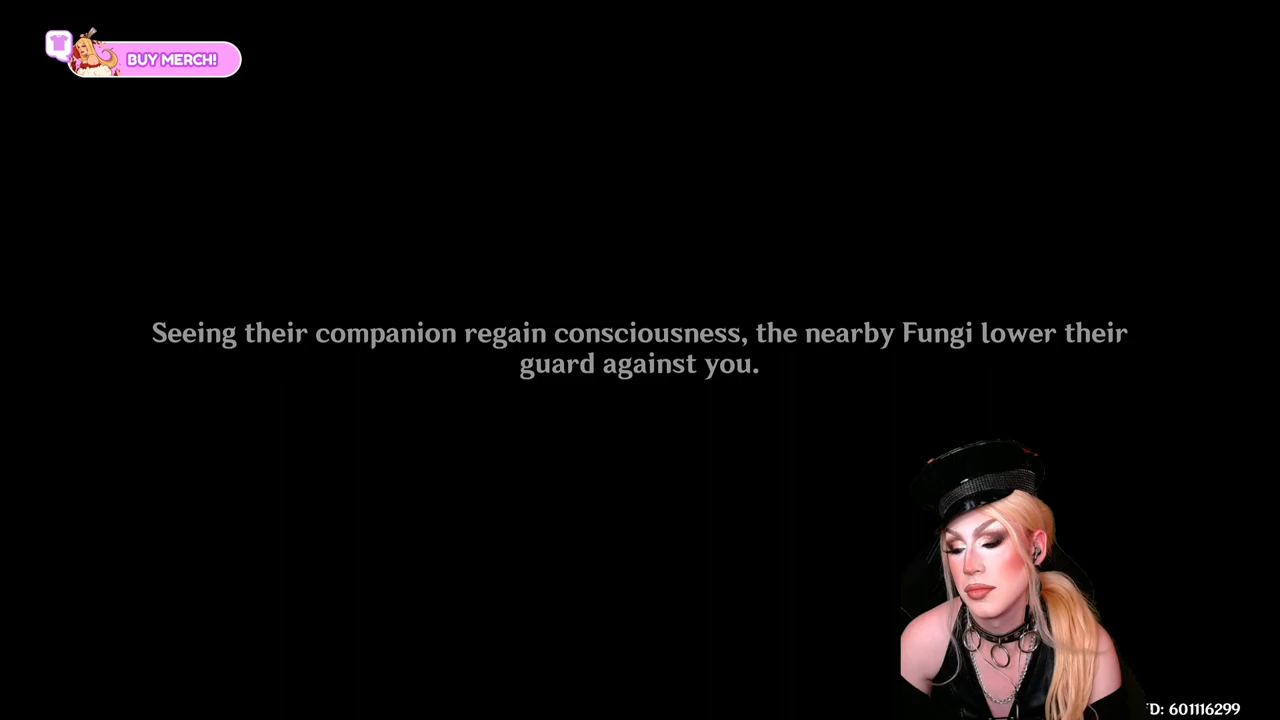 BUY MERCH!
Seeing their companion regain consciousness, the nearby Fungi lower their
guard against you.
D: 601116299